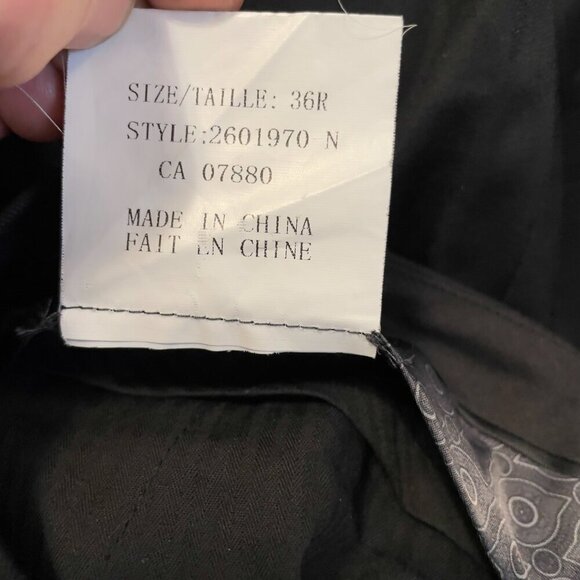 SIZE/TAILLE: 36R
STYLE:2601970 N
CA 07880
MADE IN CHINA
FAIT EN CHINE